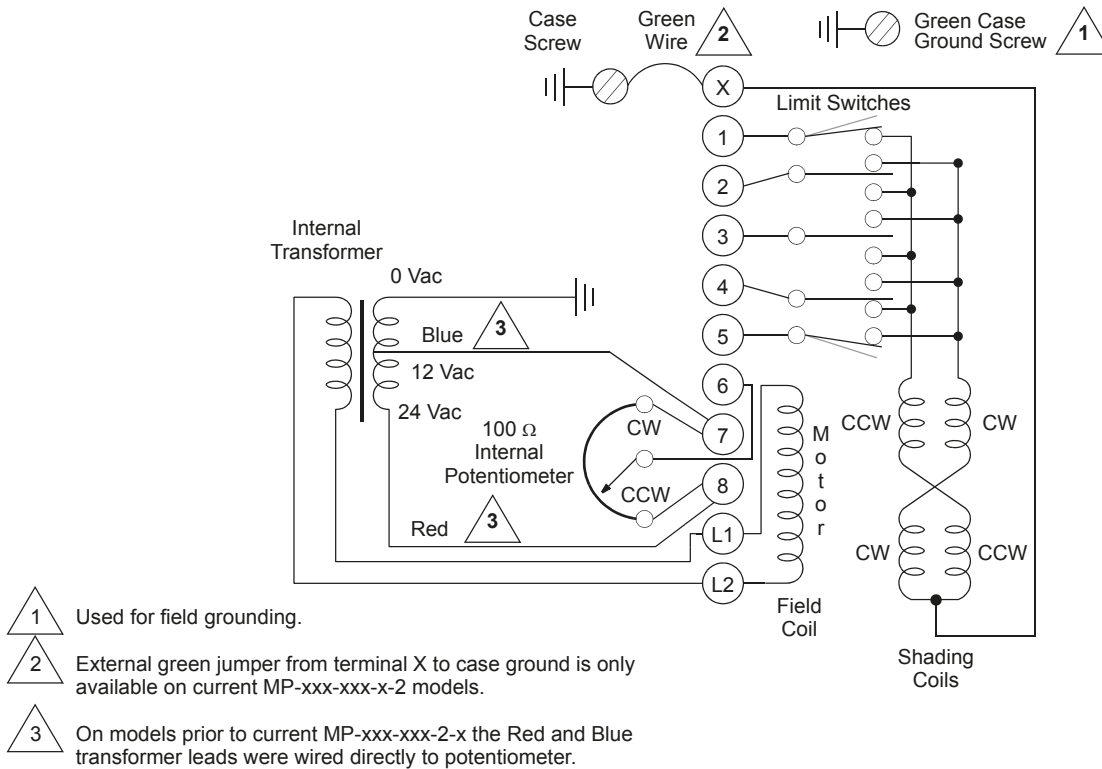 Case
Screw
Green
Wire
2
Green Case
Ground Screw
1
X
Limit Switches
1
2
3
4
5
6
7
8
L1
L2
Internal
Transformer
0 Vac
Blue
3
12 Vac
24 Vac
100 Ω
Internal
Potentiometer
CW
CCW
Red
3
Motor
Field
Coil
CCW
CW
CW
CCW
Shading
Coils
1
Used for field grounding.
2
External green jumper from terminal X to case ground is only
available on current MP-xxx-xxx-x-2 models.
3
On models prior to current MP-xxx-xxx-2-x the Red and Blue
transformer leads were wired directly to potentiometer.